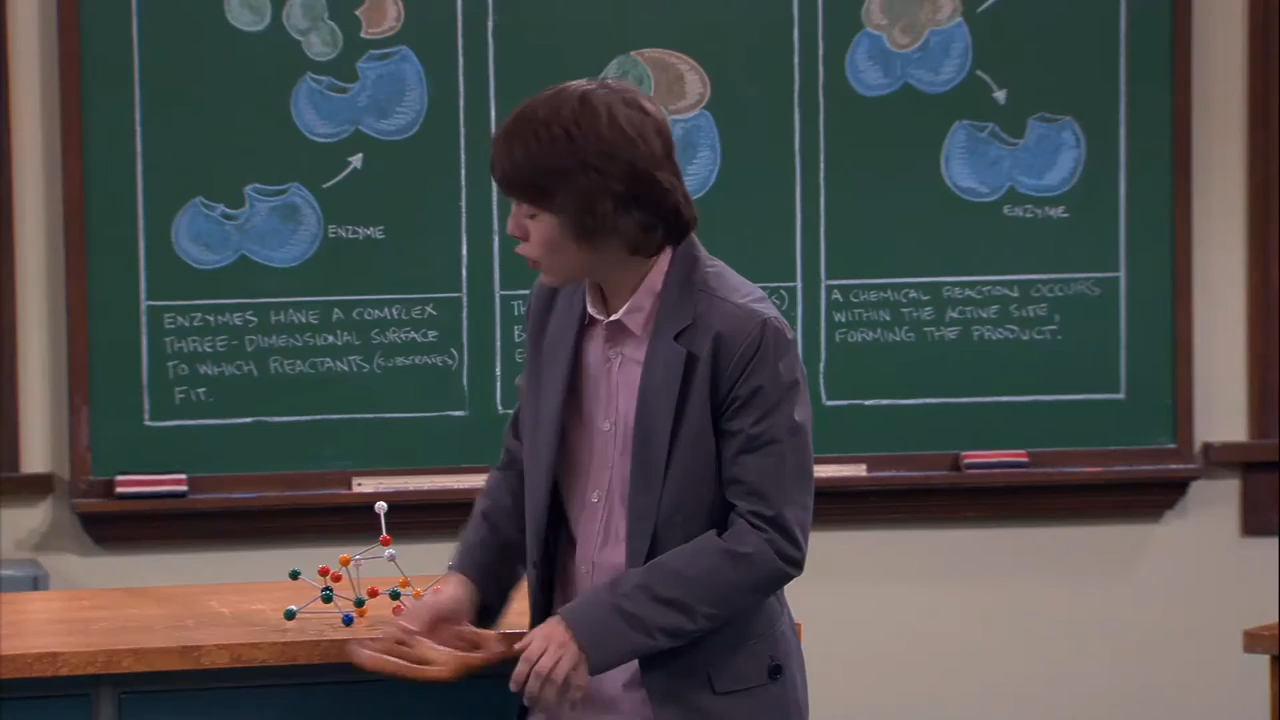 ENZYME
ENZYME
ENZYMES HAVE A COMPLEX
THREE-DIMENSIONAL SURFACE
TO WHICH REACTANTS (SUBSTRATES)
FIT.
A CHEMICAL REACTION OCCURS
WITHIN THE ACTIVE SITE,
FORMING THE PRODUCT.